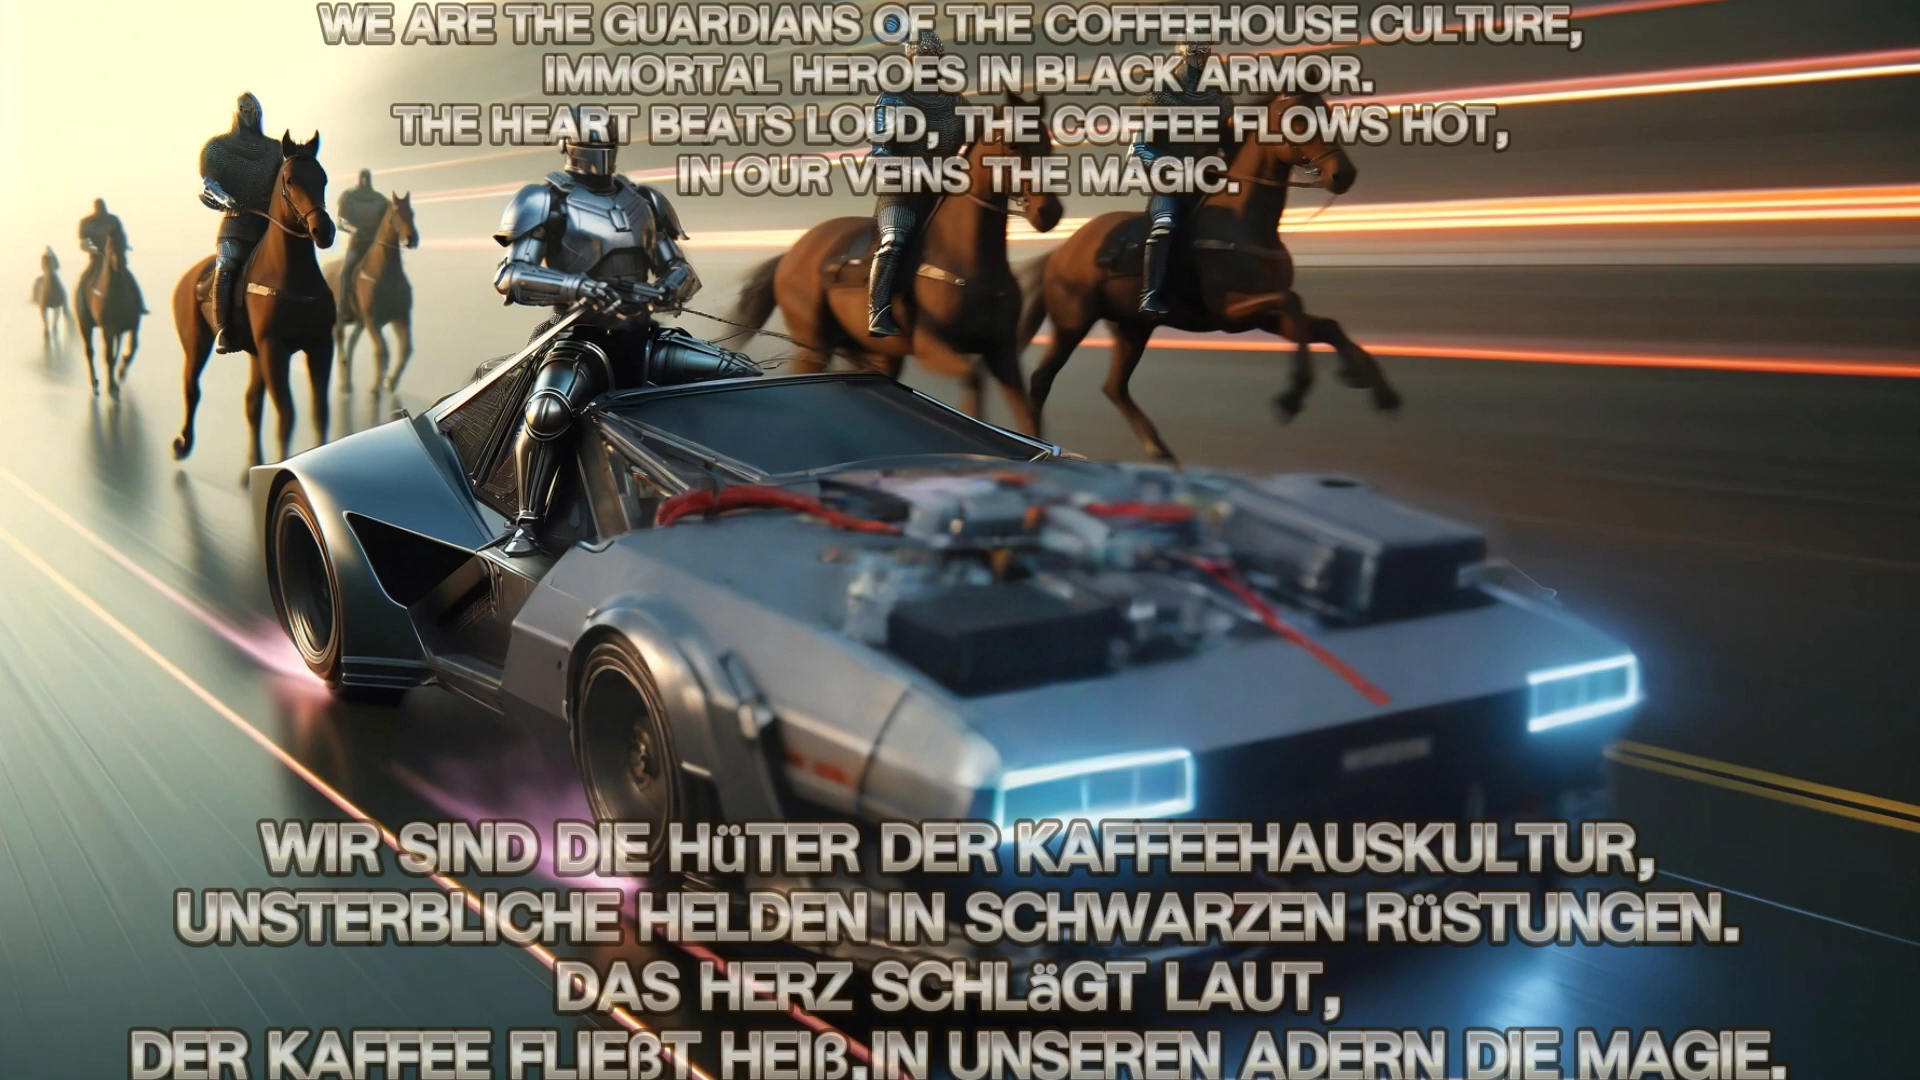 WE ARE THE GUARDIANS OF THE COFFEEHOUSE CULTURE,
IMMORTAL HEROES IN BLACK ARMOR.
THE HEART BEATS LOUD, THE COFFEE FLOWS HOT,
IN OUR VEINS THE MAGIC.
WIR SIND DIE HüTER DER KAFFEEHAUSKULTUR,
UNSTERBLICHE HELDEN IN SCHWARZEN RüSTUNGEN.
DAS HERZ SCHLäGT LAUT,
DER KAFFEE FLIEßT HEIß,IN UNSEREN ADERN DIE MAGIE.